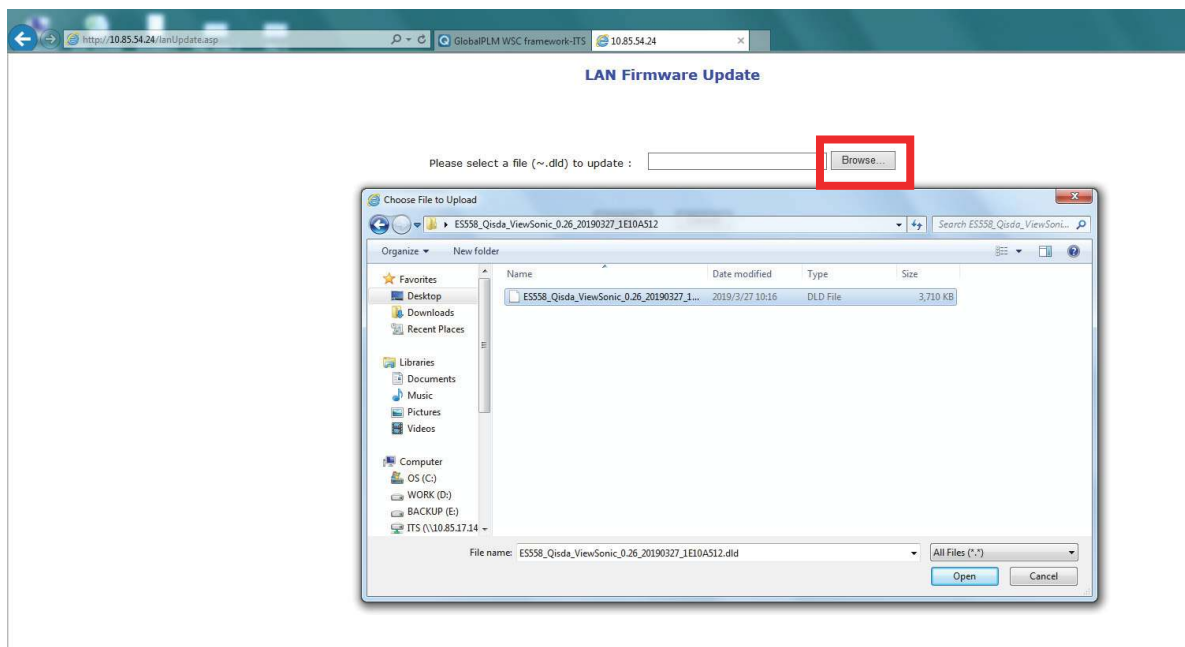 http://10.85.54.24/lanUpdate.asp
GlobalPLM WSC framework-ITS
10.85.54.24
LAN Firmware Update
Please select a file (~.dld) to update :
Browse...
Choose File to Upload
ES558_Qisda_ViewSonic_0.26_20190327_1E10A512
Search ES558_Qisda_ViewSoni...
Organize
New folder
Name
Date modified
Type
Size
ES558_Qisda_ViewSonic_0.26_20190327_1...
2019/3/27 10:16
DLD File
3,710 KB
Favorites
Desktop
Downloads
Recent Places
Libraries
Documents
Music
Pictures
Videos
Computer
OS (C:)
WORK (D:)
BACKUP (E:)
ITS (\\10.85.17.14
File name:
ES558_Qisda_ViewSonic_0.26_20190327_1E10A512.dld
All Files (*.*)
Open
Cancel